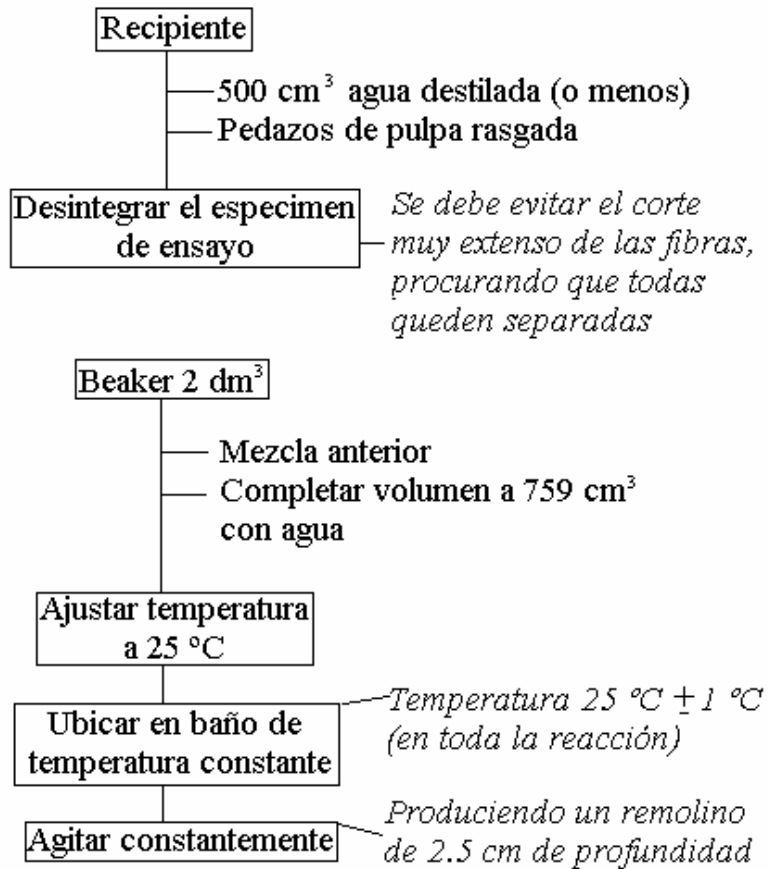 Recipiente
500 cm³ agua destilada (o menos)
Pedazos de pulpa rasgada
Desintegrar el especimen
de ensayo
Se debe evitar el corte
muy extenso de las fibras,
procurando que todas
queden separadas
Beaker 2 dm³
Mezcla anterior
Completar volumen a 759 cm³
con agua
Ajustar temperatura
a 25 ºC
Ubicar en baño de
temperatura constante
Temperatura 25 ºC ± 1 ºC
(en toda la reacción)
Agitar constantemente
Produciendo un remolino
de 2.5 cm de profundidad